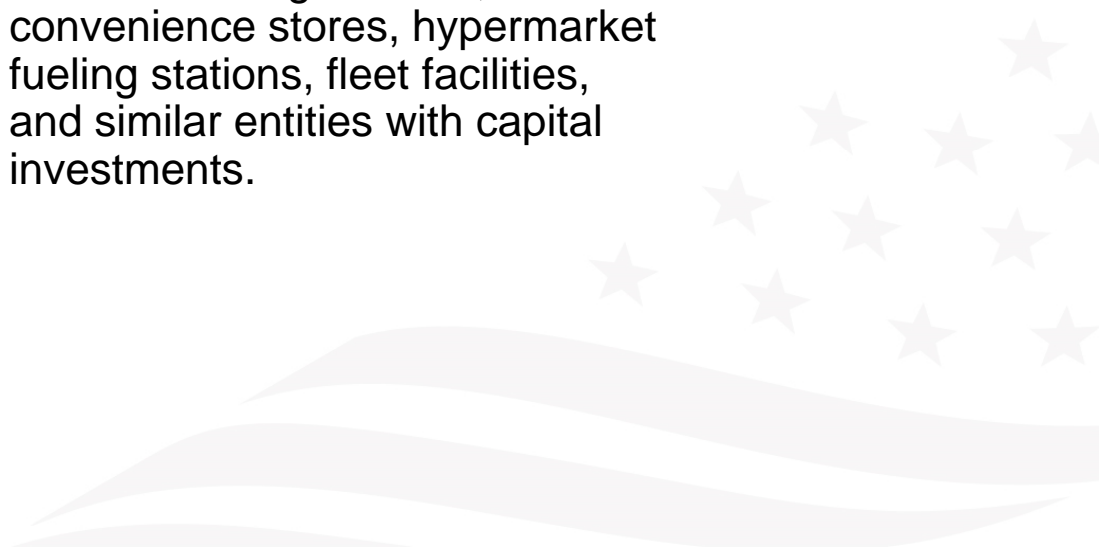 convenience stores, hypermarket
fueling stations, fleet facilities,
and similar entities with capital
investments.